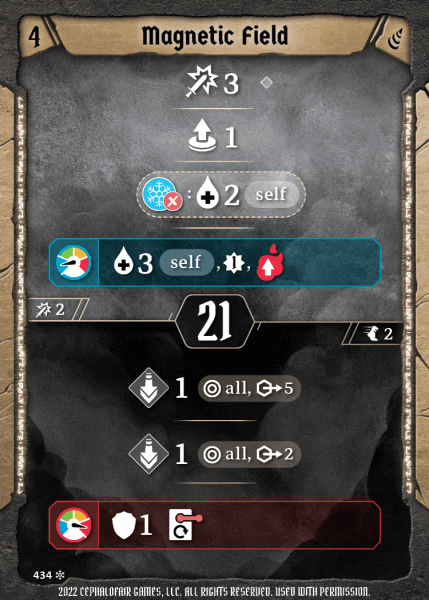 4 Magnetic Field
3
1
: 2 self
3 self , 1 ,
2
21
2
1 all, 5
1 all, 2
1
434
2022 CEPHALOFAIR GAMES, LLC. ALL RIGHTS RESERVED. USED WITH PERMISSION.